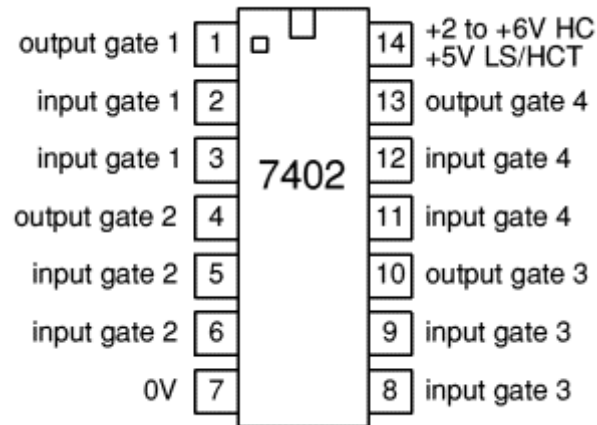 output gate 1 1
input gate 1 2
input gate 1 3
output gate 2 4
input gate 2 5
input gate 2 6
0V 7
7402
14 +2 to +6V HC
+5V LS/HCT
13 output gate 4
12 input gate 4
11 input gate 4
10 output gate 3
9 input gate 3
8 input gate 3